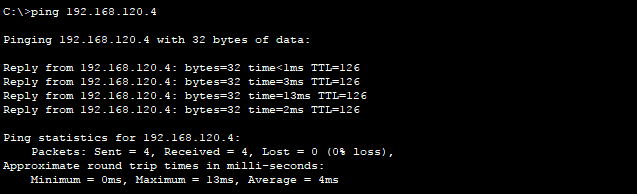 C:\>ping 192.168.120.4
Pinging 192.168.120.4 with 32 bytes of data:
Reply from 192.168.120.4: bytes=32 time<1ms TTL=126
Reply from 192.168.120.4: bytes=32 time=3ms TTL=126
Reply from 192.168.120.4: bytes=32 time=13ms TTL=126
Reply from 192.168.120.4: bytes=32 time=2ms TTL=126
Ping statistics for 192.168.120.4:
Packets: Sent = 4, Received = 4, Lost = 0 (0% loss),
Approximate round trip times in milli-seconds:
Minimum = 0ms, Maximum = 13ms, Average = 4ms